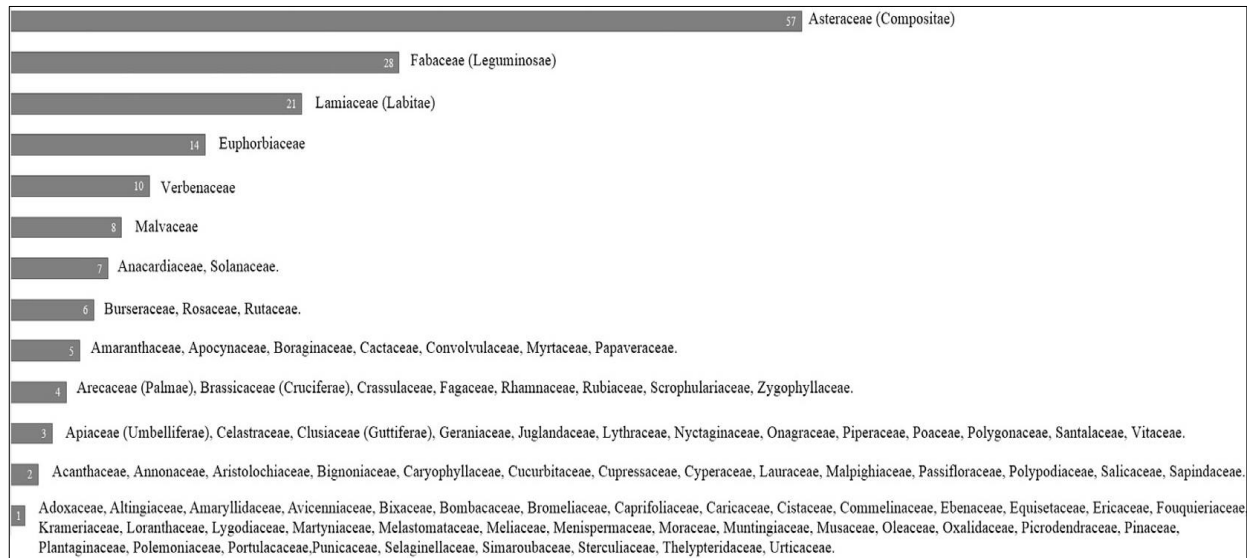 57 Asteraceae (Compositae)
28 Fabaceae (Leguminosae)
21 Lamiaceae (Labitae)
14 Euphorbiaceae
10 Verbenaceae
8 Malvaceae
7 Anacardiaceae, Solanaceae.
6 Burseraceae, Rosaceae, Rutaceae.
5 Amaranthaceae, Apocynaceae, Boraginaceae, Cactaceae, Convolvulaceae, Myrtaceae, Papaveraceae.
4 Arecaceae (Palmae), Brassicaceae (Cruciferae), Crassulaceae, Fagaceae, Rhamnaceae, Rubiaceae, Scrophulariaceae, Zygophyllaceae.
3 Apiaceae (Umbelliferae), Celastraceae, Clusiaceae (Guttiferae), Geraniaceae, Juglandaceae, Lythraceae, Nyctaginaceae, Onagraceae, Piperaceae, Poaceae, Polygonaceae, Santalaceae, Vitaceae.
2 Acanthaceae, Annonaceae, Aristolochiaceae, Bignoniaceae, Caryophyllaceae, Cucurbitaceae, Cupressaceae, Cyperaceae, Lauraceae, Malpighiaceae, Passifloraceae, Polypodiaceae, Salicaceae, Sapindaceae.
1 Adoxaceae, Altingiaceae, Amaryllidaceae, Avicenniaceae, Bixaceae, Bombacaceae, Bromeliaceae, Caprifoliaceae, Caricaceae, Cistaceae, Commelinaceae, Ebenaceae, Equisetaceae, Ericaceae, Fouquieriaceae,
Krameriaceae, Loranthaceae, Lygodiaceae, Martyniaceae, Melastomataceae, Meliaceae, Menispermaceae, Moraceae, Muntingiaceae, Musaceae, Oleaceae, Oxalidaceae, Picrodendraceae, Pinaceae,
Plantaginaceae, Polemoniaceae, Portulacaceae,Punicaceae, Selaginellaceae, Simaroubaceae, Sterculiaceae, Thelypteridaceae, Urticaceae.